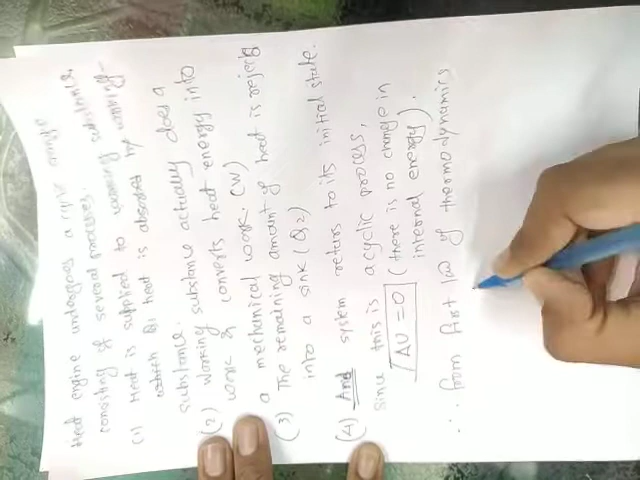 Heat engine undergoes a cyclic
consisting of several processes.
(1) Heat is supplied to working substance,
which Q1 heat is absorbed by working
substance.
(2) working substance actually does a
work & converts heat energy into
a mechanical work. (W)
(3) The remaining amount of heat is rejectg
into a sink (Q2)
(4) And system returs to its initial state.
since this is a cyclic process,
ΔU = 0 (there is no change in
internal energy).
∴ from first law of thermodynamics